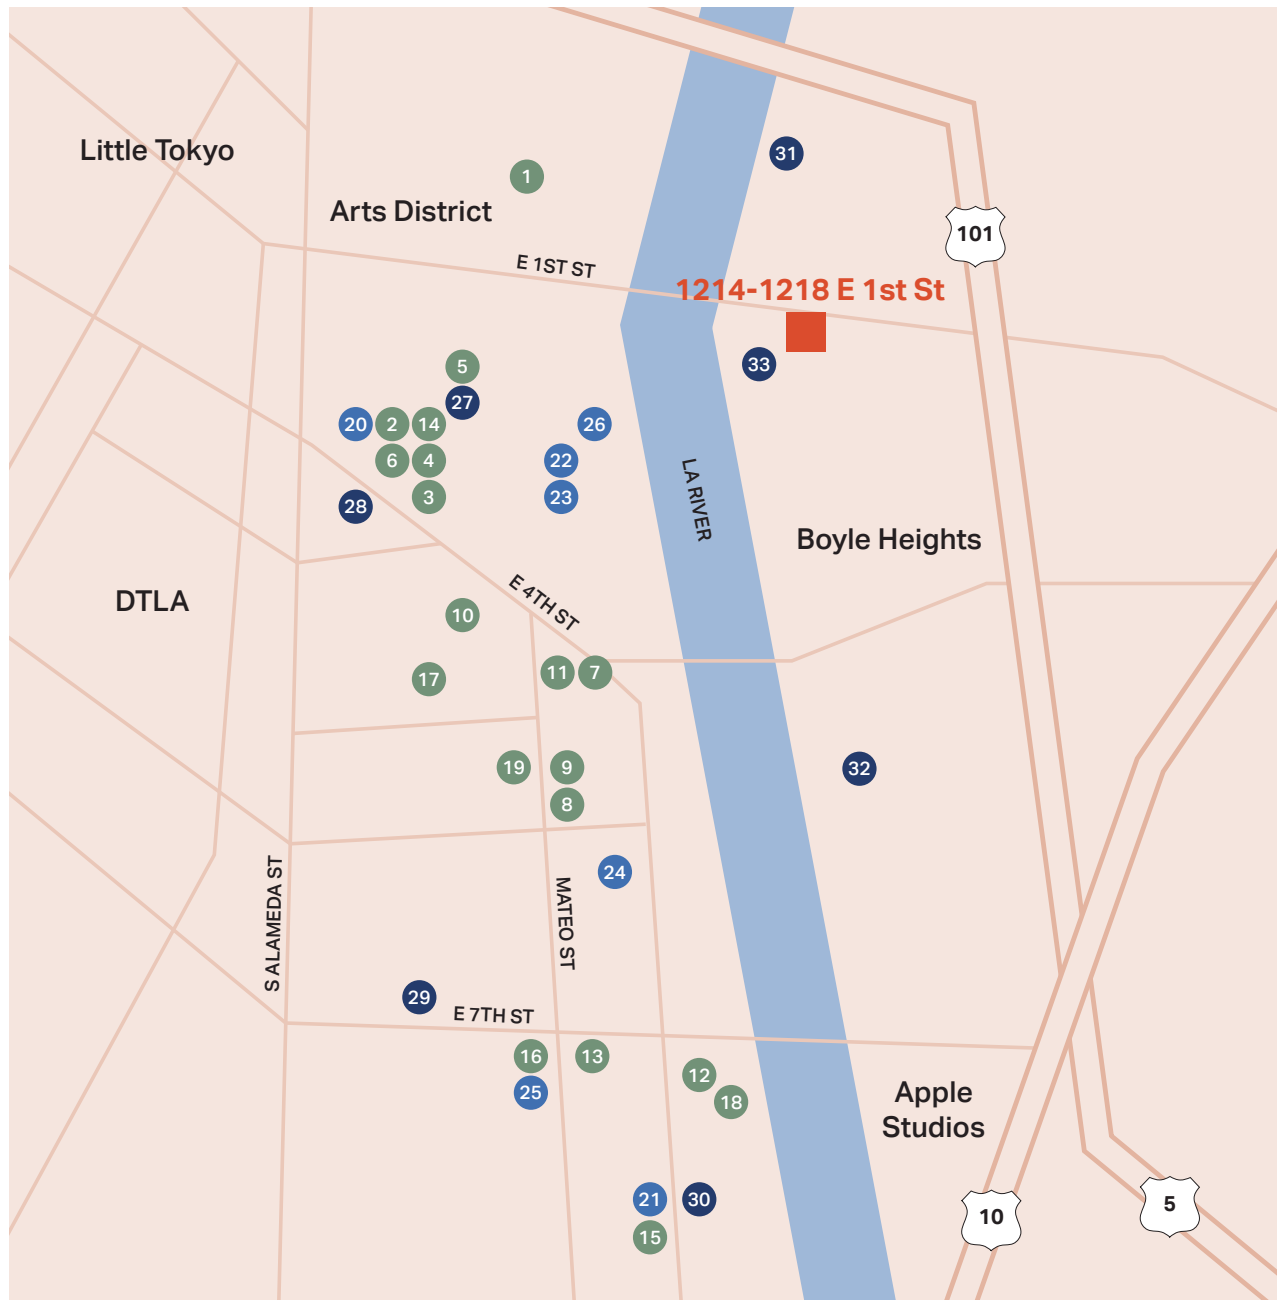 31
Little Tokyo
1
Arts District
101
E 1ST ST
1214-1218 E 1st St
5
33
27
20
2
14
26
6
4
22
3
23
28
LA RIVER
Boyle Heights
E 4TH ST
DTLA
10
11
7
17
19
9
32
8
24
S ALAMEDA ST
MATEO ST
29
E 7TH ST
16
13
12
25
18
Apple
Studios
21
30
10
5
15